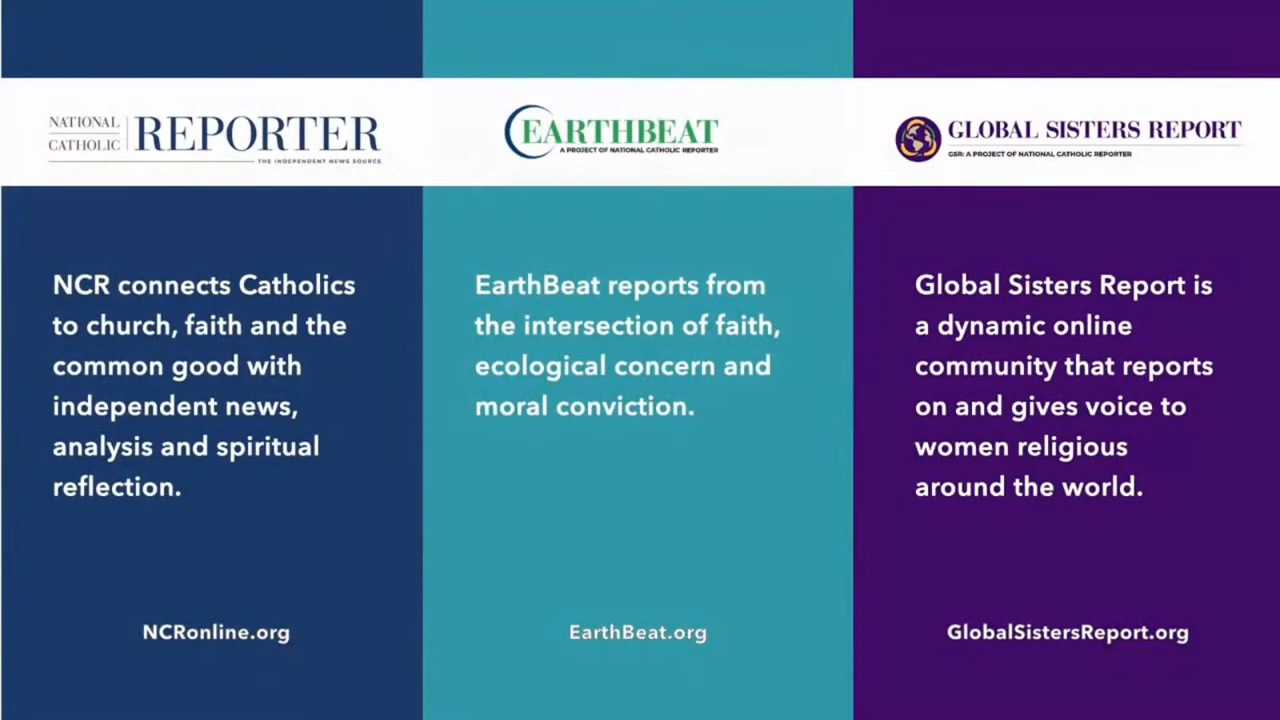 NATIONAL
CATHOLIC
REPORTER
THE INDEPENDENT NEWS SOURCE
NCR connects Catholics
to church, faith and the
common good with
independent news,
analysis and spiritual
reflection.
NCRonline.org
EARTHBEAT
A PROJECT OF NATIONAL CATHOLIC REPORTER
EarthBeat reports from
the intersection of faith,
ecological concern and
moral conviction.
EarthBeat.org
GLOBAL SISTERS REPORT
GSR: A PROJECT OF NATIONAL CATHOLIC REPORTER
Global Sisters Report is
a dynamic online
community that reports
on and gives voice to
women religious
around the world.
GlobalSistersReport.org